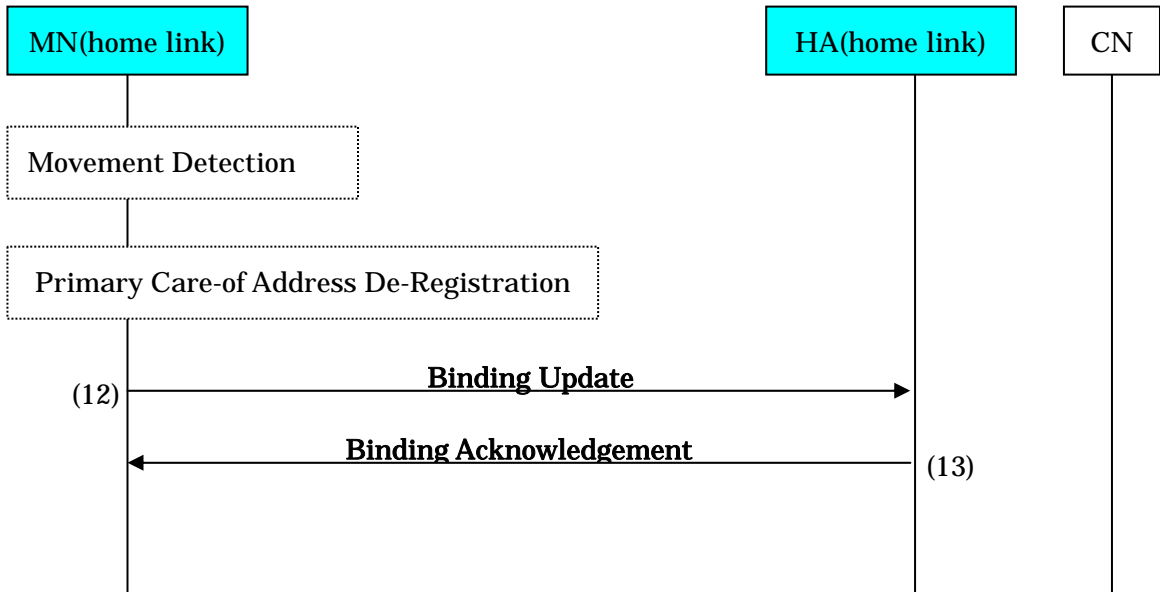 MN(home link)
HA(home link)
CN
Movement Detection
Primary Care-of Address De-Registration
Binding Update
(12)
Binding Acknowledgement
(13)